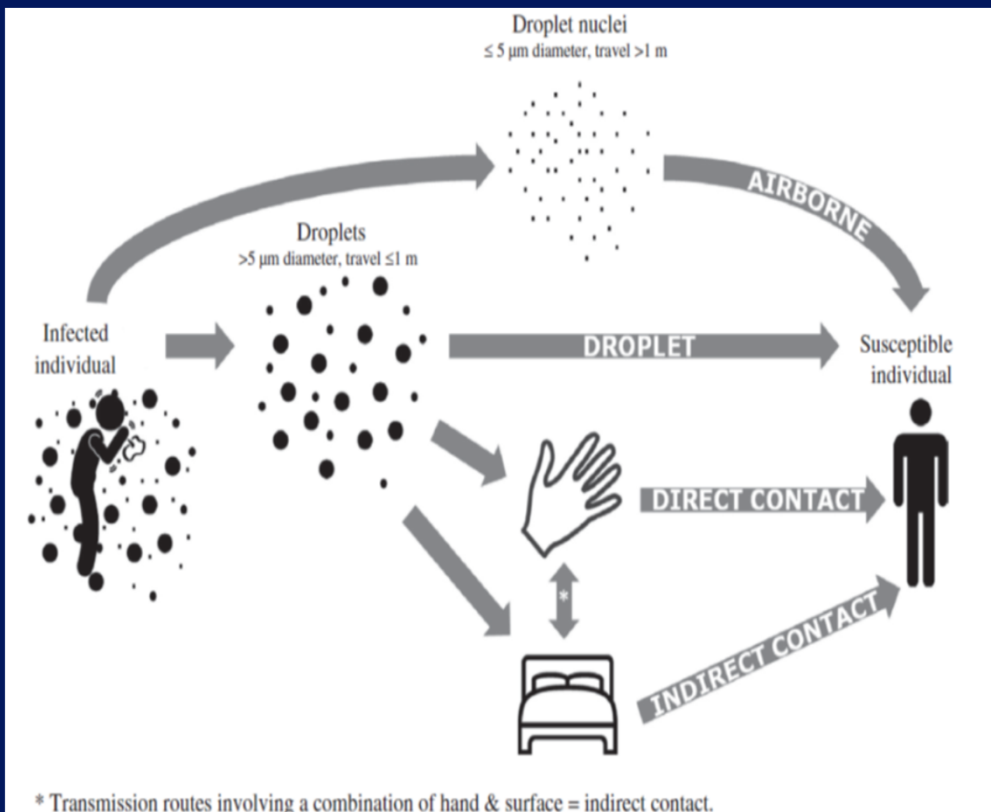 Droplet nuclei
≤ 5 μm diameter, travel >1 m
AIRBORNE
Droplets
>5 μm diameter, travel ≤1 m
Infected
individual
DROPLET
Susceptible
individual
DIRECT CONTACT
*
INDIRECT CONTACT
* Transmission routes involving a combination of hand & surface = indirect contact.